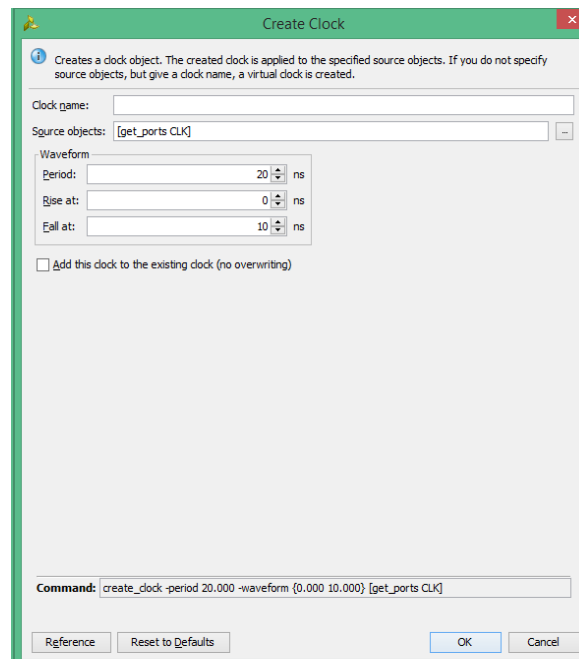 Create Clock
Creates a clock object. The created clock is applied to the specified source objects. If you do not specify
source objects, but give a clock name, a virtual clock is created.
Clock name:
Source objects: [get_ports CLK] ...
Waveform
Period: 20 ns
Rise at: 0 ns
Fall at: 10 ns
Add this clock to the existing clock (no overwriting)
Command: create_clock -period 20.000 -waveform {0.000 10.000} [get_ports CLK]
Reference Reset to Defaults OK Cancel